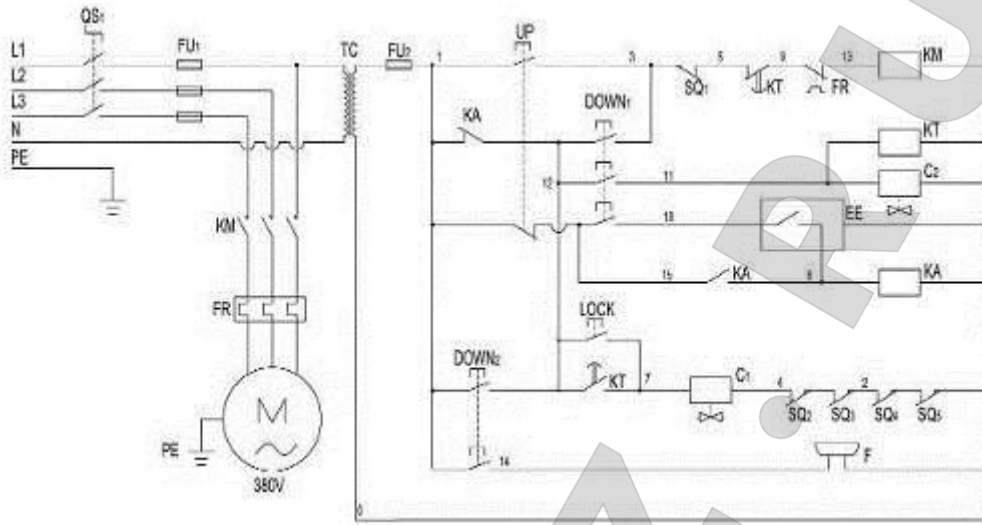 QS1
UP
L1
FU1
TC
FU2
1
3
5
9
13
KM
L2
SQ1
KT
FR
L3
DOWN1
KA
N
KT
PE
C2
12
11
EE
KM
18
15
KA
6
KA
FR
LOCK
DOWN2
KT
7
C1
4
2
M
SQ2
SQ3
SQ4
SQ5
PE
14
F
380V
0